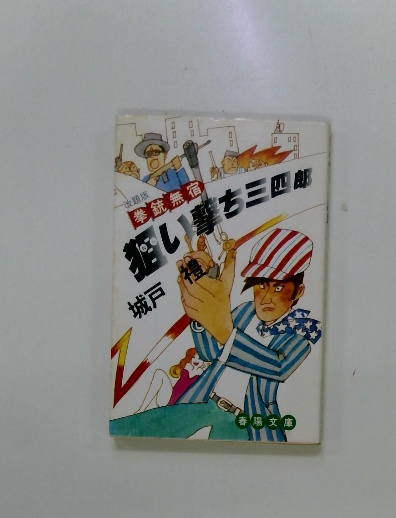 改題版
拳銃無宿
狙い撃ち三四郎
城戸禮
春陽文庫